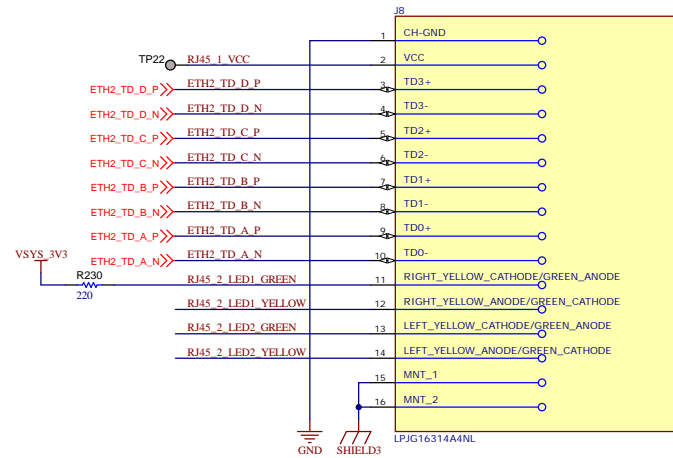 J8
1 CH-GND
TP22 RJ45_1_VCC 2 VCC
ETH2_TD_D_P ETH2_TD_D_P 3 TD3+
ETH2_TD_D_N ETH2_TD_D_N 4 TD3-
ETH2_TD_C_P ETH2_TD_C_P 5 TD2+
ETH2_TD_C_N ETH2_TD_C_N 6 TD2-
ETH2_TD_B_P ETH2_TD_B_P 7 TD1+
ETH2_TD_B_N ETH2_TD_B_N 8 TD1-
ETH2_TD_A_P ETH2_TD_A_P 9 TD0+
ETH2_TD_A_N ETH2_TD_A_N 10 TD0-
VSYS_3V3
R230
220
RJ45_2_LED1_GREEN 11 RIGHT_YELLOW_CATHODE/GREEN_ANODE
RJ45_2_LED1_YELLOW 12 RIGHT_YELLOW_ANODE/GREEN_CATHODE
RJ45_2_LED2_GREEN 13 LEFT_YELLOW_CATHODE/GREEN_ANODE
RJ45_2_LED2_YELLOW 14 LEFT_YELLOW_ANODE/GREEN_CATHODE
15 MNT_1
16 MNT_2
LPJG16314A4NL
GND SHIELD3